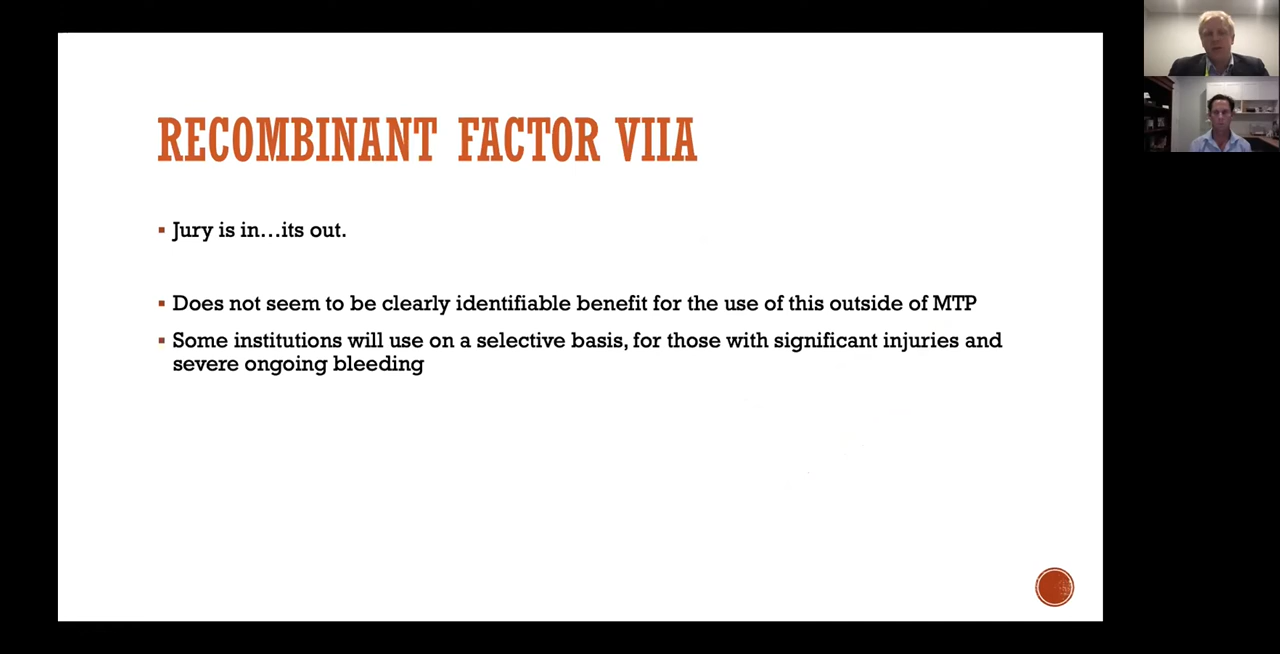 RECOMBINANT FACTOR VIIA
Jury is in...its out.
Does not seem to be clearly identifiable benefit for the use of this outside of MTP
Some institutions will use on a selective basis, for those with significant injuries and
severe ongoing bleeding